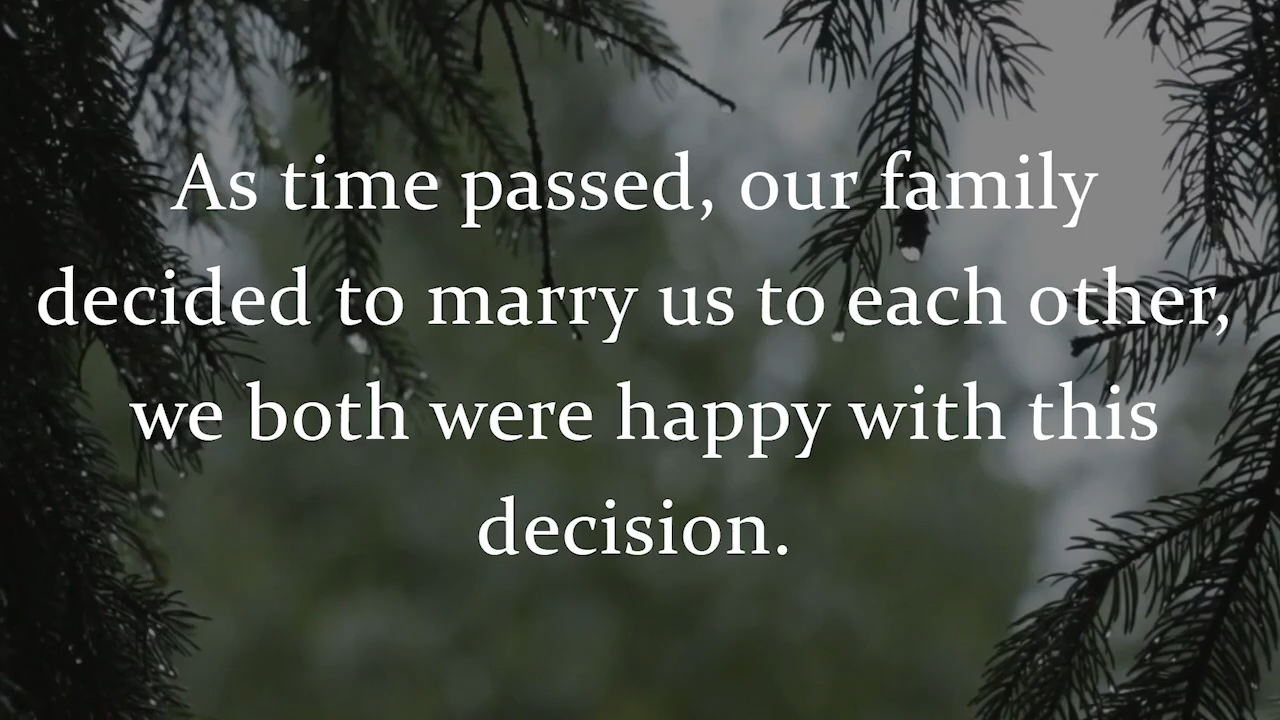 As time passed, our family
decided to marry us to each other,
we both were happy with this
decision.